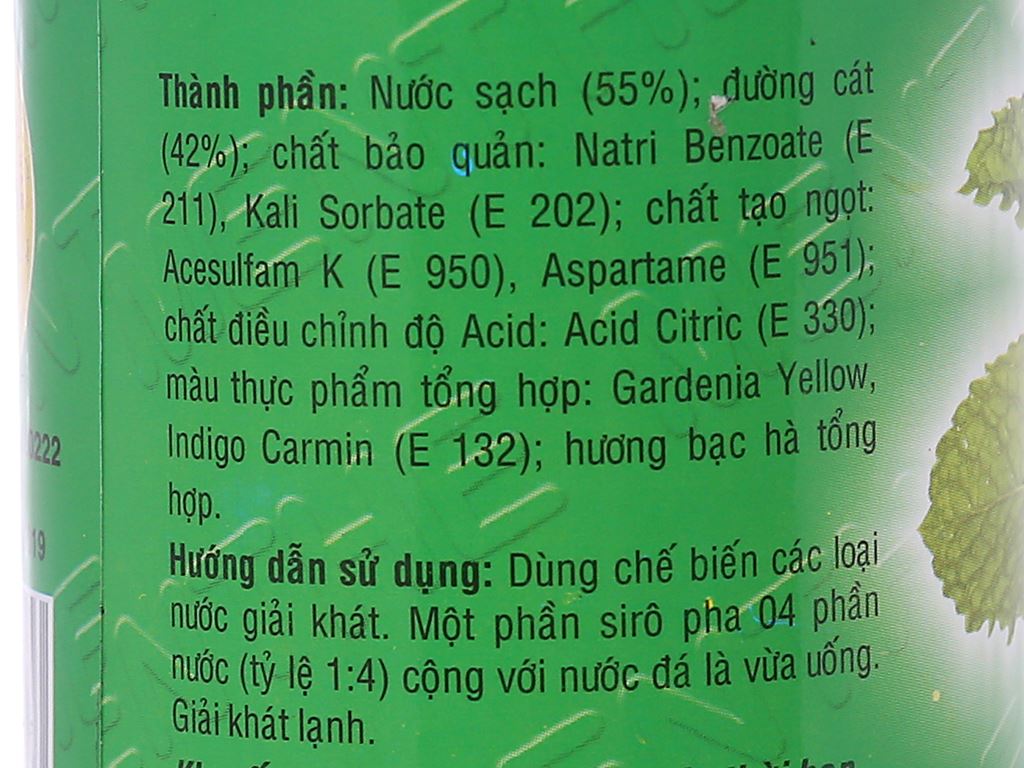 Thành phần: Nước sạch (55%); đường cát
(42%); chất bảo quản: Natri Benzoate (E
211), Kali Sorbate (E 202); chất tạo ngọt:
Acesulfam K (E 950), Aspartame (E 951);
chất điều chỉnh độ Acid: Acid Citric (E 330);
màu thực phẩm tổng hợp: Gardenia Yellow,
Indigo Carmin (E 132); hương bạc hà tổng
hợp.
Hướng dẫn sử dụng: Dùng chế biến các loại
nước giải khát. Một phần sirô pha 04 phần
nước (tỷ lệ 1:4) cộng với nước đá là vừa uống.
Giải khát lạnh.
0222
19